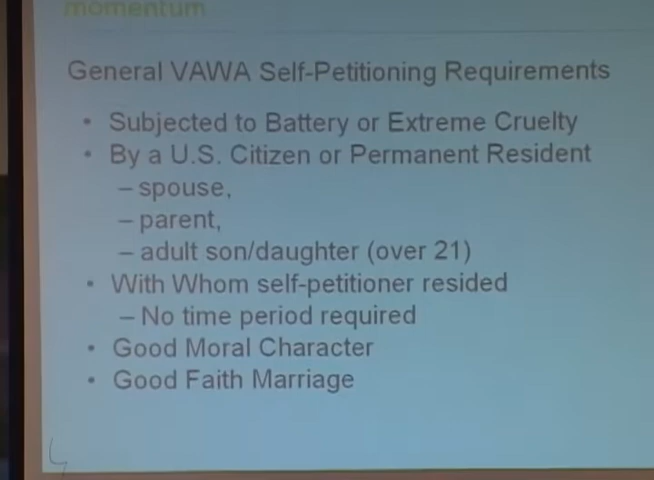 momentum
General VAWA Self-Petitioning Requirements
• Subjected to Battery or Extreme Cruelty
• By a U.S. Citizen or Permanent Resident
– spouse,
– parent,
– adult son/daughter (over 21)
• With Whom self-petitioner resided
– No time period required
• Good Moral Character
• Good Faith Marriage